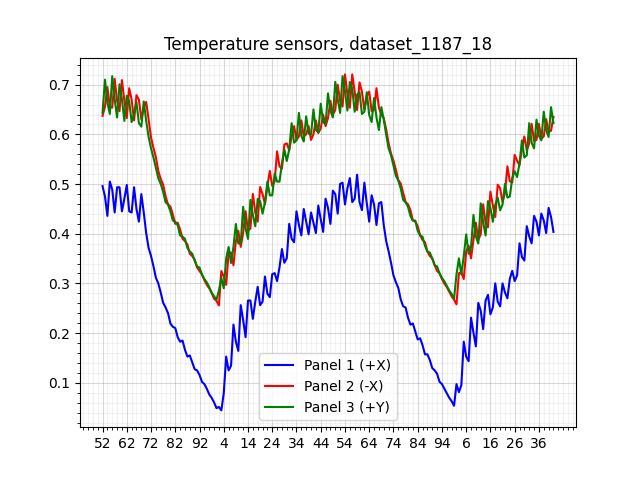 Temperature sensors, dataset_1187_18
0.7
0.6
0.5
0.4
0.3
0.2
0.1
Panel 1 (+X)
Panel 2 (-X)
Panel 3 (+Y)
52 62 72 82 92 4 14 24 34 44 54 64 74 84 94 6 16 26 36